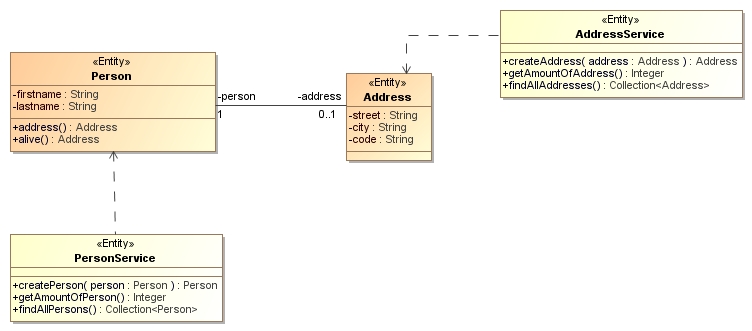 «Entity»
Person
-firstname : String
-lastname : String
+address() : Address
+alive() : Address
-person
1
-address
0..1
«Entity»
Address
-street : String
-city : String
-code : String
«Entity»
AddressService
+createAddress( address : Address ) : Address
+getAmountOfAddress() : Integer
+findAllAddresses() : Collection<Address>
«Entity»
PersonService
+createPerson( person : Person ) : Person
+getAmountOfPerson() : Integer
+findAllPersons() : Collection<Person>